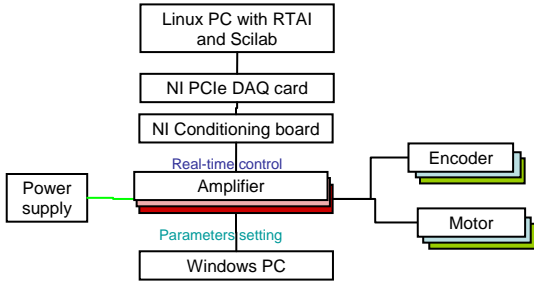 Linux PC with RTAI
and Scilab
NI PCIe DAQ card
NI Conditioning board
Real-time control
Amplifier
Encoder
Power
supply
Motor
Parameters setting
Windows PC